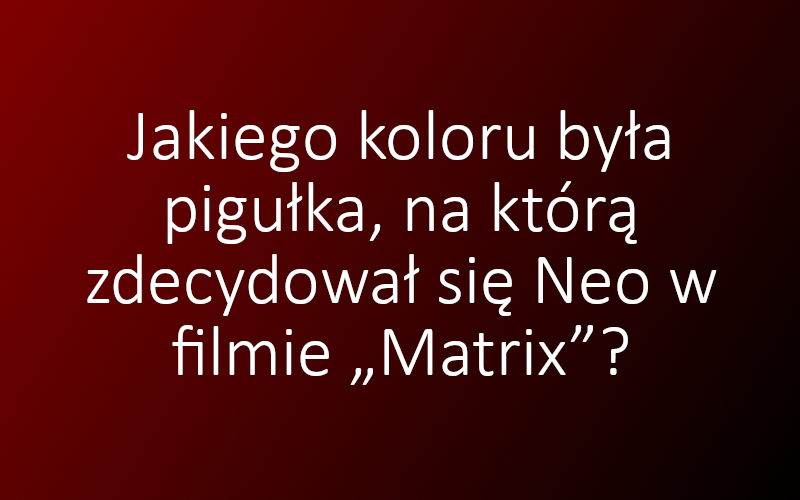 Jakiego koloru była
pigułka, na którą
zdecydował się Neo w
filmie „Matrix”?